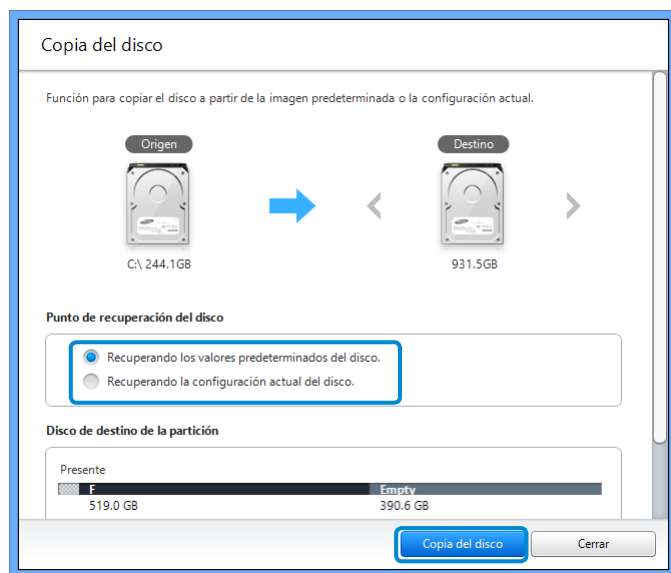 Copia del disco
Función para copiar el disco a partir de la imagen predeterminada o la configuración actual.
Origen
Destino
C:\ 244.1GB
931.5GB
Punto de recuperación del disco
Recuperando los valores predeterminados del disco.
Recuperando la configuración actual del disco.
Disco de destino de la partición
Presente
F
Empty
519.0 GB
390.6 GB
Copia del disco
Cerrar